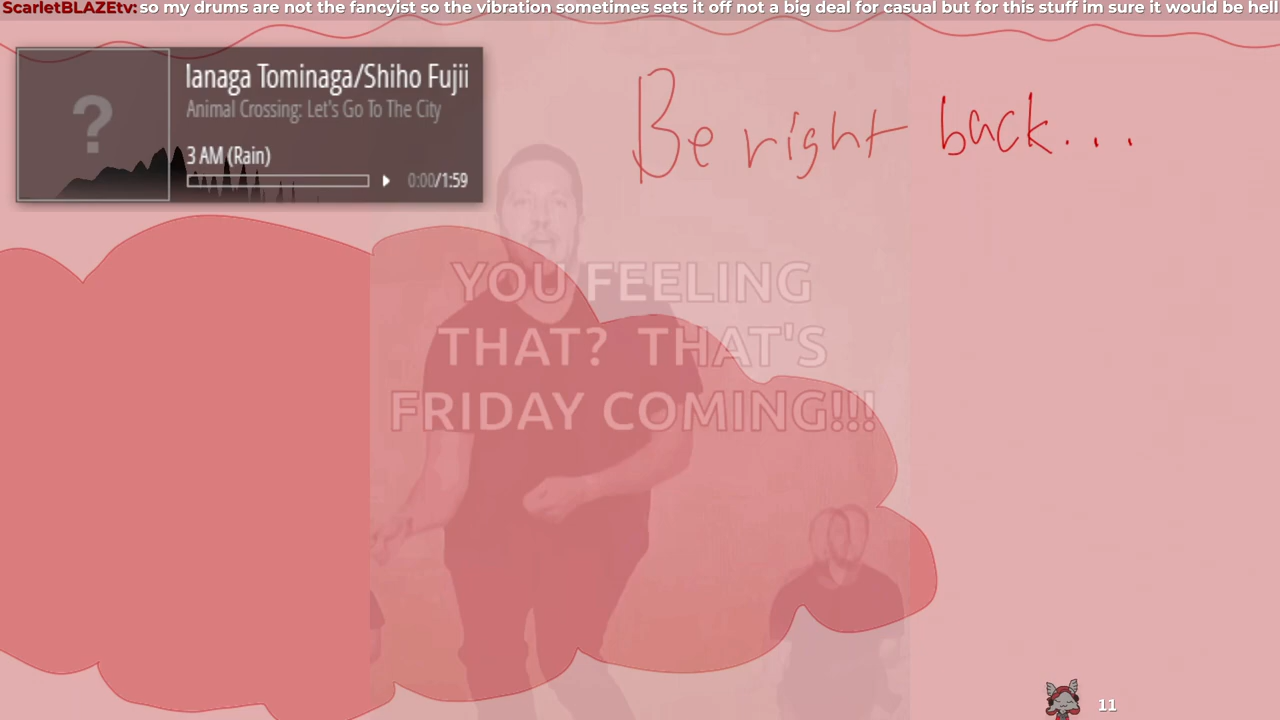 ScarletBLAZEtv: so my drums are not the fancyist so the vibration sometimes sets it off not a big deal for casual but for this stuff im sure it would be hell
Ianaga Tominaga/Shiho Fujii
Animal Crossing: Let's Go To The City
?
3 AM (Rain)
0:00/1:59
Be right back...
YOU FEELING
THAT? THAT'S
FRIDAY COMING!!!
11